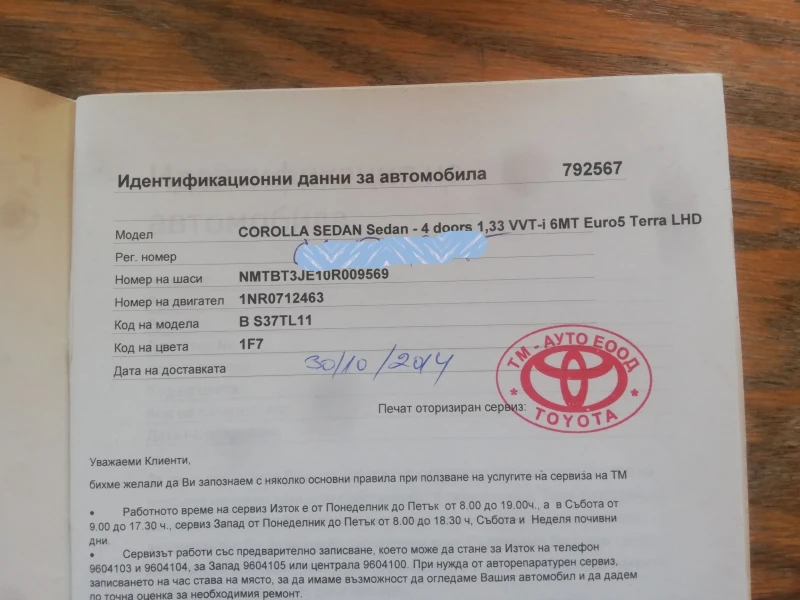 Идентификационни данни за автомобила 792567
Модел COROLLA SEDAN Sedan - 4 doors 1,33 VVT-i 6MT Euro5 Terra LHD
Рег. номер
Номер на шаси NMTBT3JE10R009569
Номер на двигател 1NR0712463
Код на модела B S37TL11
Код на цвета 1F7
Дата на доставката 30/10/2014
ТМ - АУТО ЕООД
Печат оторизиран сервиз:
* TOYOTA *
Уважаеми Клиенти,
бихме желали да Ви запознаем с няколко основни правила при ползване на услугите на сервиза на ТМ
• Работното време на сервиз Изток е от Понеделник до Петък от 8.00 до 19.00ч., а в Събота от
9.00 до 17.30 ч., сервиз Запад от Понеделник до Петък от 8.00 до 18.30 ч, Събота и Неделя почивни
дни.
• Сервизът работи със предварително записване, което може да стане за Изток на телефон
9604103 и 9604104, за Запад 9604105 или централа 9604100. При нужда от авторепаратурен сервиз,
записването на час става на място, за да имаме възможност да огледаме Вашия автомобил и да дадем
по точна оценка за необходимия ремонт.